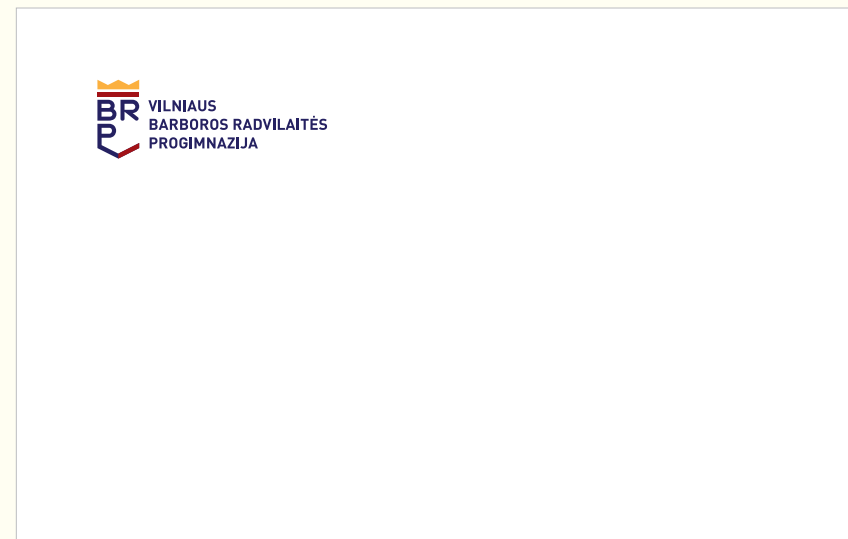 BR
P
VILNIAUS
BARBOROS RADVILAITĖS
PROGIMNAZIJA